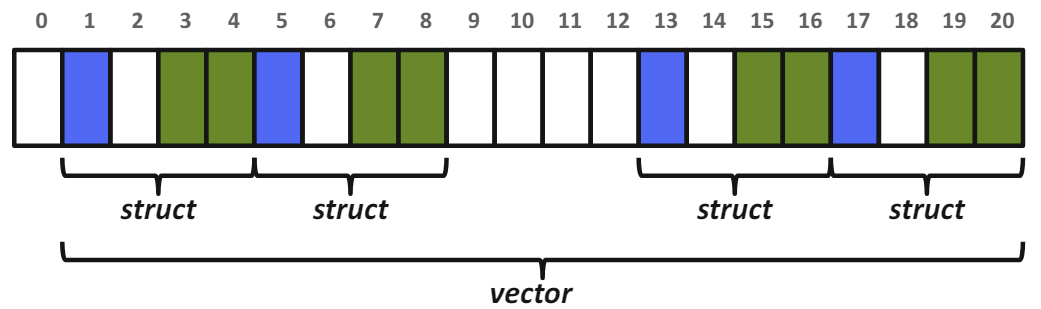 0 1 2 3 4 5 6 7 8 9 10 11 12 13 14 15 16 17 18 19 20
struct struct struct struct
vector